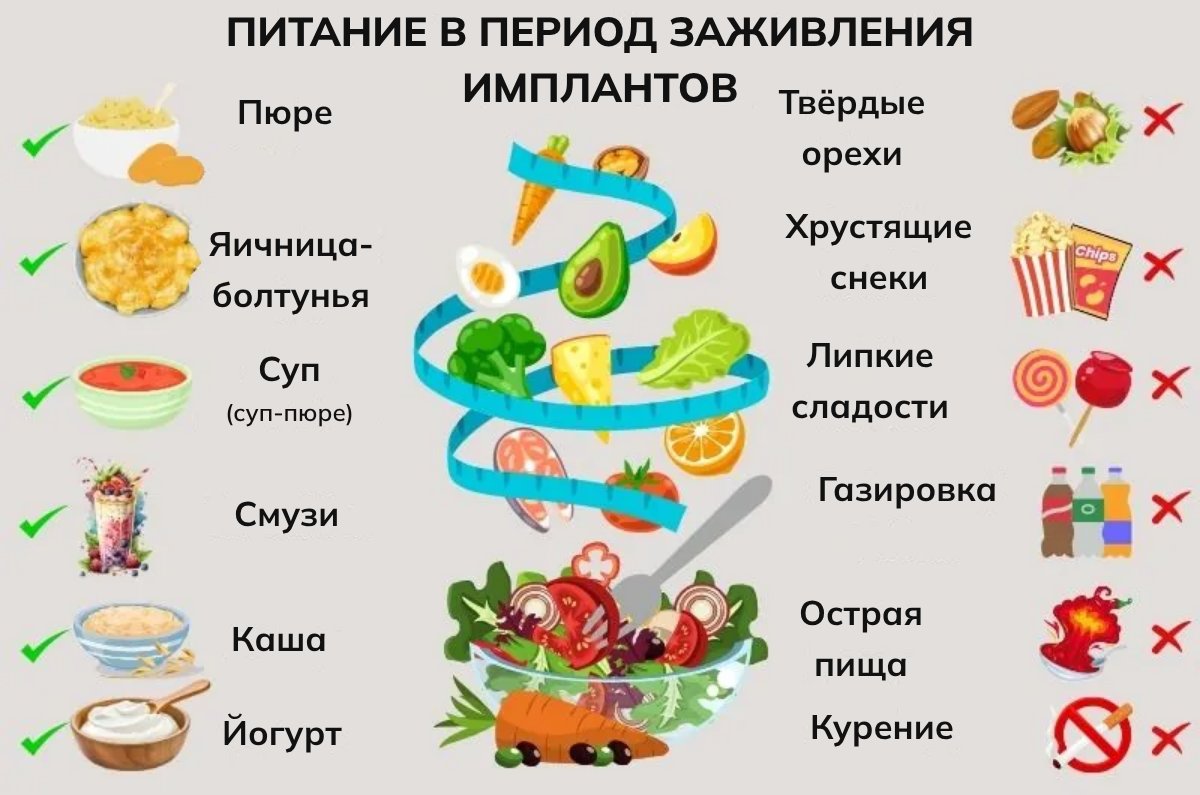 ПИТАНИЕ В ПЕРИОД ЗАЖИВЛЕНИЯ
ИМПЛАНТОВ
Пюре
Яичница-
болтунья
Суп
(суп-пюре)
Смузи
Каша
Йогурт
Твёрдые
орехи
Хрустящие
снеки
Chips
Липкие
сладости
Газировка
Острая
пища
Курение